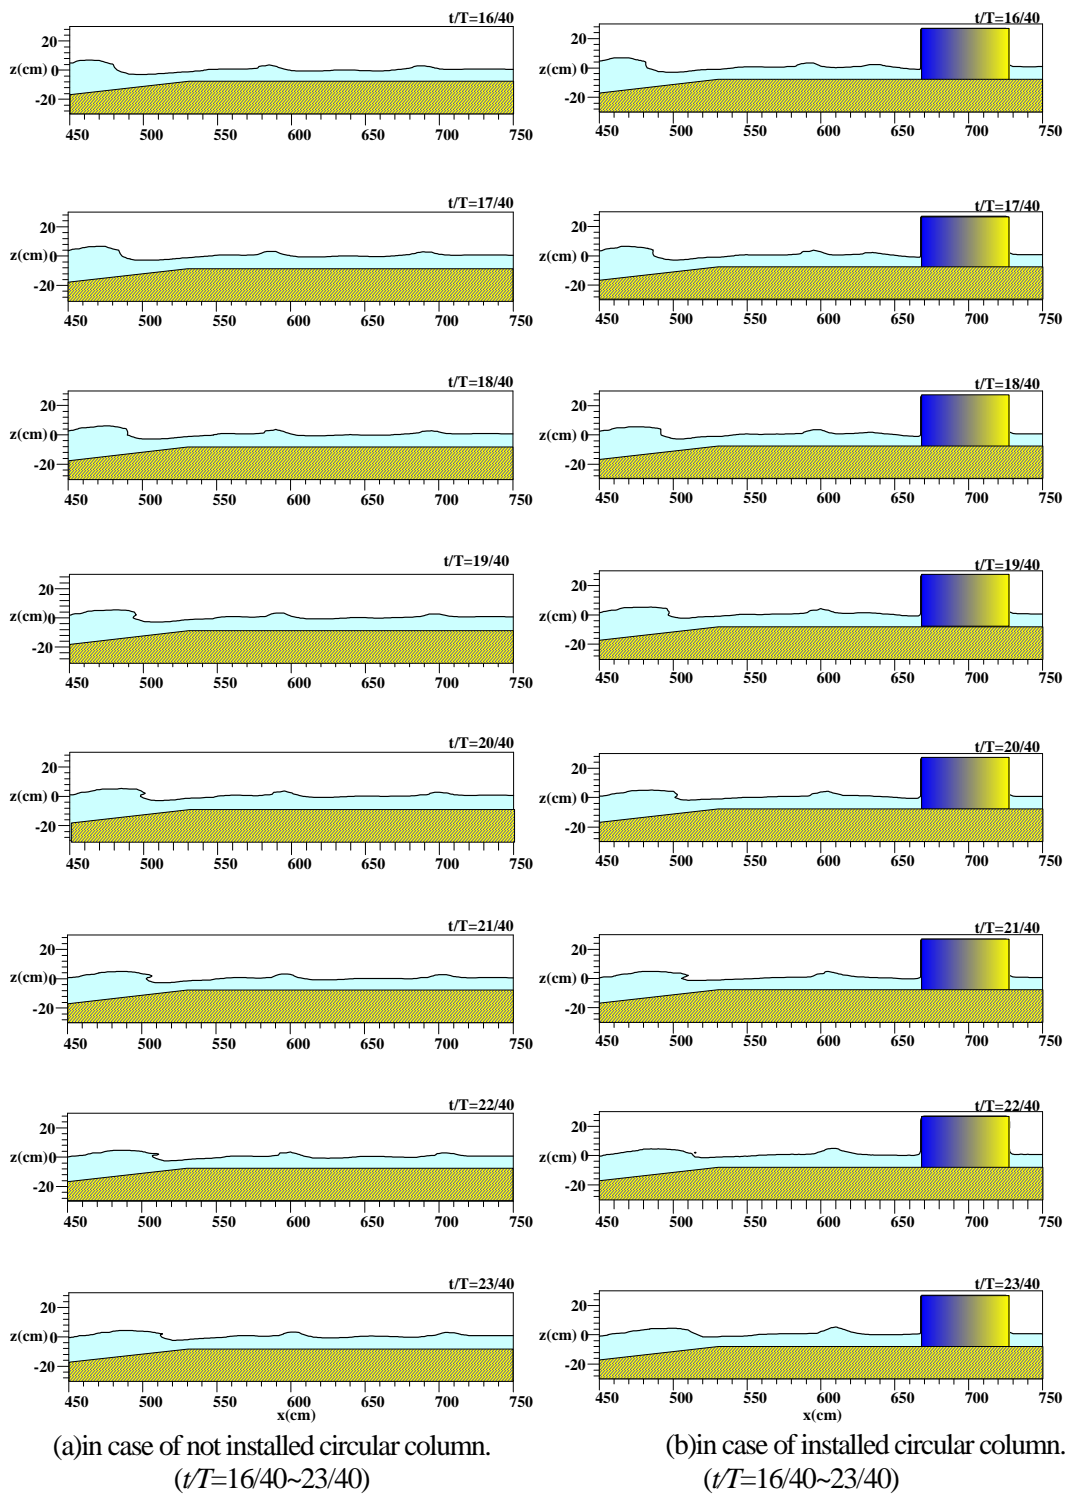 t/T=16/40
20
z(cm) 0
-20
450 500 550 600 650 700 750
t/T=17/40
20
z(cm) 0
-20
450 500 550 600 650 700 750
t/T=18/40
20
z(cm) 0
-20
450 500 550 600 650 700 750
t/T=19/40
20
z(cm) 0
-20
450 500 550 600 650 700 750
t/T=20/40
20
z(cm) 0
-20
450 500 550 600 650 700 750
t/T=21/40
20
z(cm) 0
-20
450 500 550 600 650 700 750
t/T=22/40
20
z(cm) 0
-20
450 500 550 600 650 700 750
t/T=23/40
20
z(cm) 0
-20
450 500 550 600 650 700 750
x(cm)
(a)in case of not installed circular column.
(t/T=16/40~23/40)
t/T=16/40
20
z(cm) 0
-20
450 500 550 600 650 700 750
t/T=17/40
20
z(cm) 0
-20
450 500 550 600 650 700 750
t/T=18/40
20
z(cm) 0
-20
450 500 550 600 650 700 750
t/T=19/40
20
z(cm) 0
-20
450 500 550 600 650 700 750
t/T=20/40
20
z(cm) 0
-20
450 500 550 600 650 700 750
t/T=21/40
20
z(cm) 0
-20
450 500 550 600 650 700 750
t/T=22/40
20
z(cm) 0
-20
450 500 550 600 650 700 750
t/T=23/40
20
z(cm) 0
-20
450 500 550 600 650 700 750
x(cm)
(b)in case of installed circular column.
(t/T=16/40~23/40)